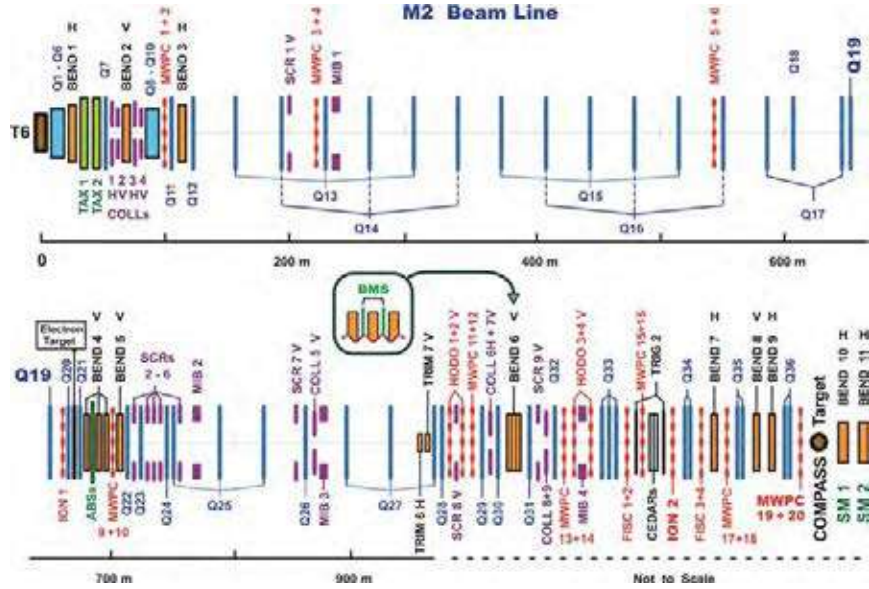 M2 Beam Line
T6
Q1 - Q6
BEND 1 H
Q7
BEND 2 V
Q8 - Q10
MWPC 1 + 2
BEND 3 H
SCR 1 V
MWPC 3 + 4
MIB 1
MWPC 5 + 6
Q18
Q19
TAX 1
TAX 2
1 2 3 4
HV HV
COLLs
Q11
Q12
Q13
Q14
Q15
Q16
Q17
0
200 m
400 m
600 m
BMS
Electron
Target
Q19
Q20
Q21
BEND 4 V
BEND 5 V
SCRs
2 - 6
MIB 2
SCR 7 V
COLL 5 V
TRIM 7 V
HODO 1+2 V
MWPC 11+12
COLL 6H + 7V
BEND 6 V
SCR 9 V
Q32
HODO 3+4 V
Q33
MWPC 15+16
TRIG 2
Q34
BEND 7 H
Q35
BEND 8 V
BEND 9 H
Q36
COMPASS Target
BEND 10 H
BEND 11 H
ION 1
ABSs
MWPC
9 +10
Q22
Q23
Q24
Q25
Q26
MIB 3
Q27
TRIM 6 H
Q28
SCR 8 V
Q29
Q30
Q31
COLL 8+9
MWPC
13+14
MIB 4
FISC 1+2
CEDARs
ION 2
FISC 3+4
MWPC
17+18
MWPC
19 + 20
SM 1
SM 2
700 m
900 m
Not to Scale